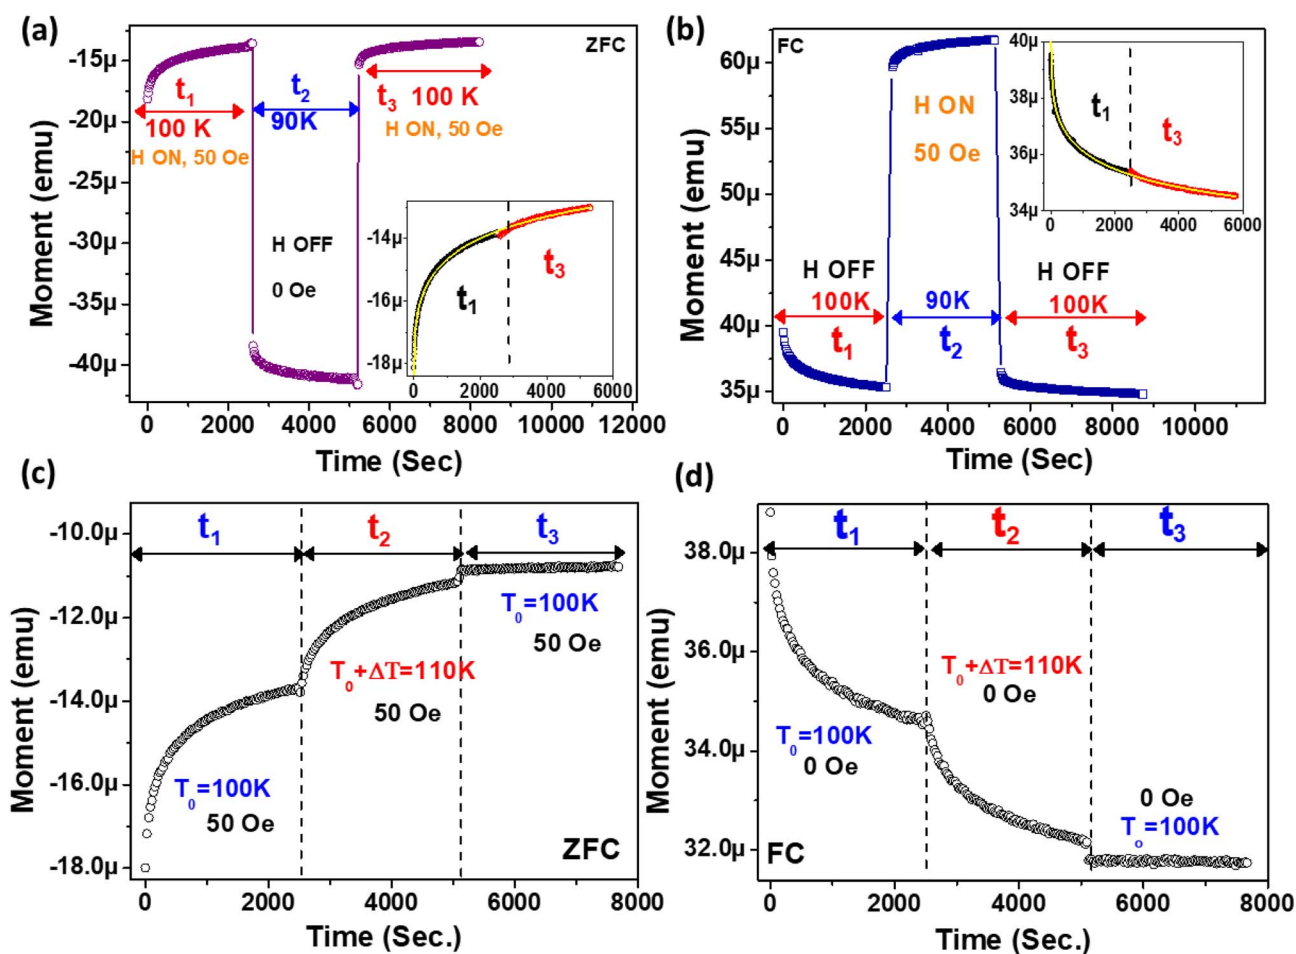 (a)
ZFC
-15µ
-20µ
-25µ
-30µ
-35µ
-40µ
Moment (emu)
t1
100 K
H ON, 50 Oe
t2
90K
t3 100 K
H ON, 50 Oe
H OFF
0 Oe
-14µ
-16µ
-18µ
t1
t3
0 2000 4000 6000
0 2000 4000 6000 8000 10000 12000
Time (Sec)
(b)
FC
60µ
55µ
50µ
45µ
40µ
35µ
Moment (emu)
H ON
50 Oe
40µ
38µ
36µ
34µ
t1
t3
0 2000 4000 6000
H OFF
100K
t1
90K
t2
H OFF
100K
t3
0 2000 4000 6000 8000 10000
Time (Sec)
(c)
-10.0µ
-12.0µ
-14.0µ
-16.0µ
-18.0µ
Moment (emu)
t1 t2 t3
T0=100K
50 Oe
T0+ΔT=110K
50 Oe
T0=100K
50 Oe
ZFC
0 2000 4000 6000 8000
Time (Sec.)
(d)
38.0µ
36.0µ
34.0µ
32.0µ
Moment (emu)
t1 t2 t3
T0+ΔT=110K
0 Oe
T0=100K
0 Oe
0 Oe
To=100K
FC
0 2000 4000 6000 8000
Time (Sec.)